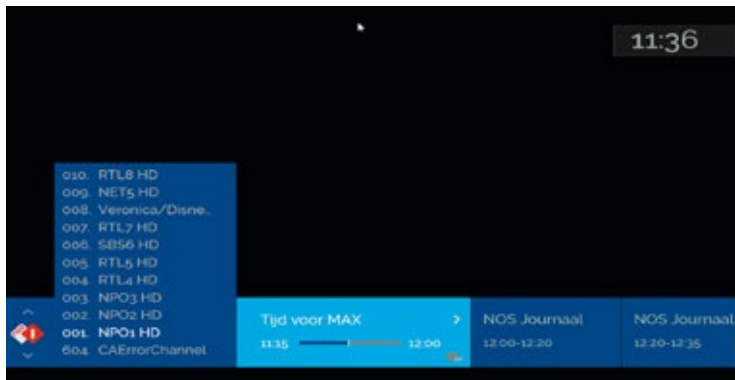 11:36
010. RTL8 HD
009. NET5 HD
008. Veronica/Disne..
007. RTL7 HD
006. SBS6 HD
005. RTL5 HD
004. RTL4 HD
003. NPO3 HD
002. NPO2 HD
001. NPO1 HD
604. CAErrorChannel
Tijd voor MAX
11:15 12:00
NOS Journaal
12:00-12:20
NOS Journaal
12:20-12:35